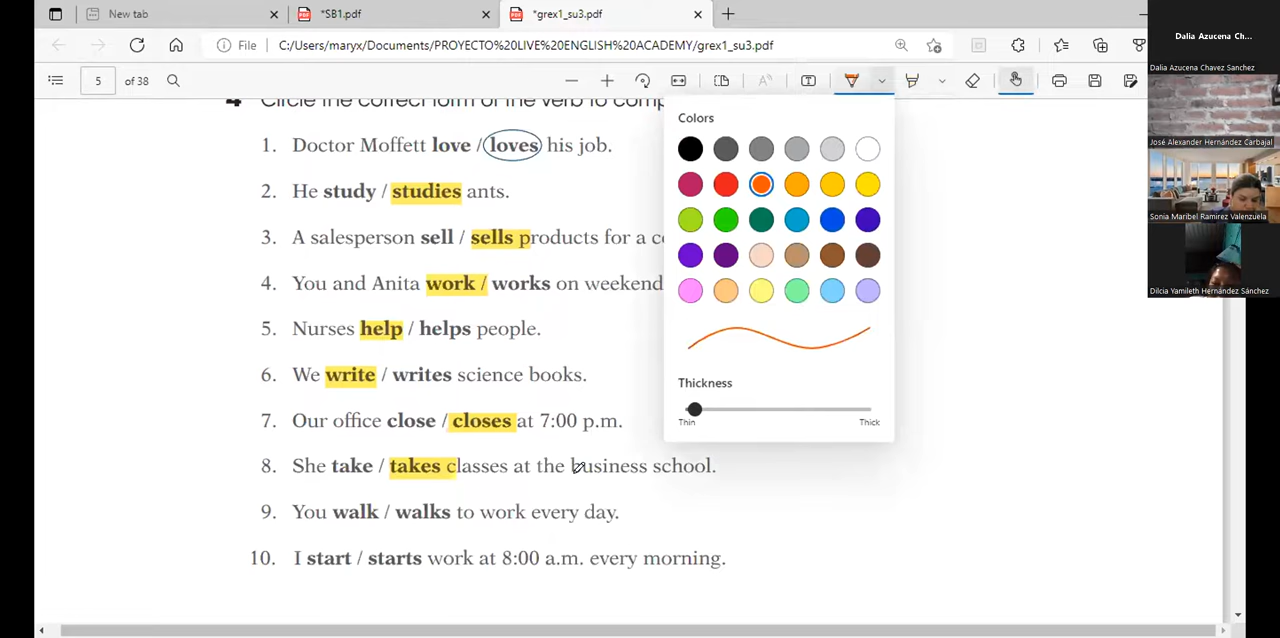 New tab
*SB1.pdf
*grex1_su3.pdf
File
C:/Users/maryx/Documents/PROYECTO%20LIVE%20ENGLISH%20ACADEMY/grex1_su3.pdf
5 of 38
4 Circle the correct form of the verb to comp
1. Doctor Moffett love / loves his job.
2. He study / studies ants.
3. A salesperson sell / sells products for a c
4. You and Anita work / works on weekend
5. Nurses help / helps people.
6. We write / writes science books.
7. Our office close / closes at 7:00 p.m.
8. She take / takes classes at the business school.
9. You walk / walks to work every day.
10. I start / starts work at 8:00 a.m. every morning.
Colors
Thickness
Thin
Thick
Dalia Azucena Ch...
Dalia Azucena Chavez Sanchez
José Alexander Hernández Carbajal
Sonia Maribel Ramirez Valenzuela
Dilcia Yamileth Hernández Sánchez